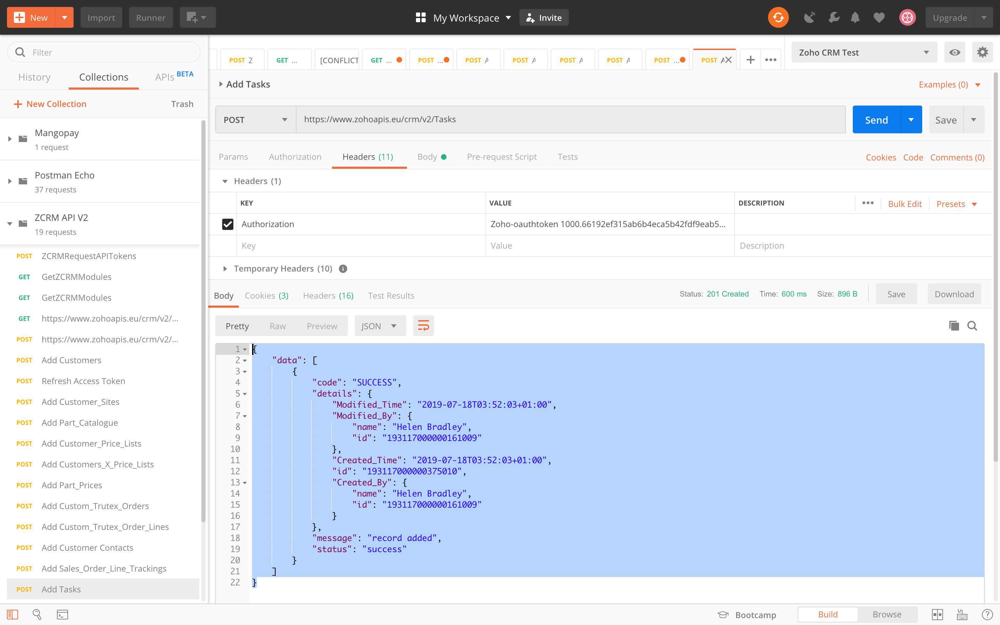 New
Import
Runner
My Workspace
Invite
Upgrade
Filter
History
Collections
APIs BETA
New Collection
Trash
Mangopay
1 request
Postman Echo
37 requests
ZCRM API V2
19 requests
POST ZCRMRequestAPITokens
GET GetZCRMModules
GET GetZCRMModules
GET https://www.zohoapis.eu/crm/v2/...
POST https://www.zohoapis.eu/crm/v2/...
POST Add Customers
POST Refresh Access Token
POST Add Customer_Sites
POST Add Part_Catalogue
POST Add Customer_Price_Lists
POST Add Customers_X_Price_Lists
POST Add Part_Prices
POST Add Custom_Trutex_Orders
POST Add Custom_Trutex_Order_Lines
POST Add Customer Contacts
POST Add Sales_Order_Line_Trackings
POST Add Tasks
POST Z
GET ...
[CONFLICT
GET ...
POST ...
POST A
POST A
POST A
POST A
POST ...
POST A
Zoho CRM Test
Add Tasks
Examples (0)
POST
https://www.zohoapis.eu/crm/v2/Tasks
Send
Save
Params
Authorization
Headers (11)
Body
Pre-request Script
Tests
Cookies
Code
Comments (0)
Headers (1)
KEY
VALUE
DESCRIPTION
Bulk Edit
Presets
Authorization
Zoho-oauthtoken 1000.66192ef315ab6b4eca5b42fdf9eab5...
Key
Value
Description
Temporary Headers (10)
Body
Cookies (3)
Headers (16)
Test Results
Status: 201 Created
Time: 600 ms
Size: 896 B
Save
Download
Pretty
Raw
Preview
JSON
1 {
2 "data": [
3 {
4 "code": "SUCCESS",
5 "details": {
6 "Modified_Time": "2019-07-18T03:52:03+01:00",
7 "Modified_By": {
8 "name": "Helen Bradley",
9 "id": "193117000000161009"
10 },
11 "Created_Time": "2019-07-18T03:52:03+01:00",
12 "id": "193117000000375010",
13 "Created_By": {
14 "name": "Helen Bradley",
15 "id": "193117000000161009"
16 }
17 },
18 "message": "record added",
19 "status": "success"
20 }
21 ]
22 }
Bootcamp
Build
Browse